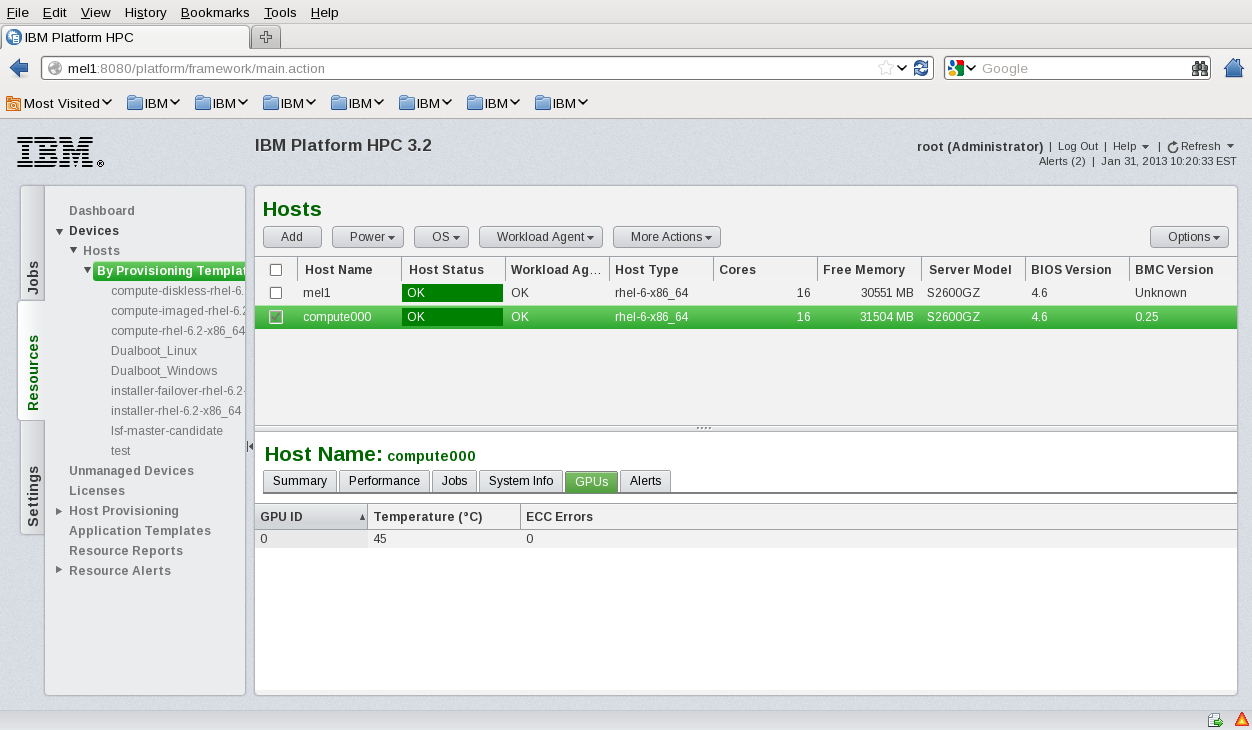 File Edit View History Bookmarks Tools Help
IBM Platform HPC
mel1:8080/platform/framework/main.action
Google
Most Visited IBM IBM IBM IBM IBM IBM IBM
IBM®
IBM Platform HPC 3.2
root (Administrator) | Log Out | Help | Refresh
Alerts (2) | Jan 31, 2013 10:20:33 EST
Jobs
Resources
Settings
Dashboard
Devices
Hosts
By Provisioning Templat
compute-diskless-rhel-6.
compute-imaged-rhel-6.2
compute-rhel-6.2-x86_64
Dualboot_Linux
Dualboot_Windows
installer-failover-rhel-6.2-
installer-rhel-6.2-x86_64
lsf-master-candidate
test
Unmanaged Devices
Licenses
Host Provisioning
Application Templates
Resource Reports
Resource Alerts
Hosts
Add Power OS Workload Agent More Actions Options
Host Name Host Status Workload Ag... Host Type Cores Free Memory Server Model BIOS Version BMC Version
mel1 OK OK rhel-6-x86_64 16 30551 MB S2600GZ 4.6 Unknown
compute000 OK OK rhel-6-x86_64 16 31504 MB S2600GZ 4.6 0.25
Host Name: compute000
Summary Performance Jobs System Info GPUs Alerts
GPU ID Temperature (°C) ECC Errors
0 45 0